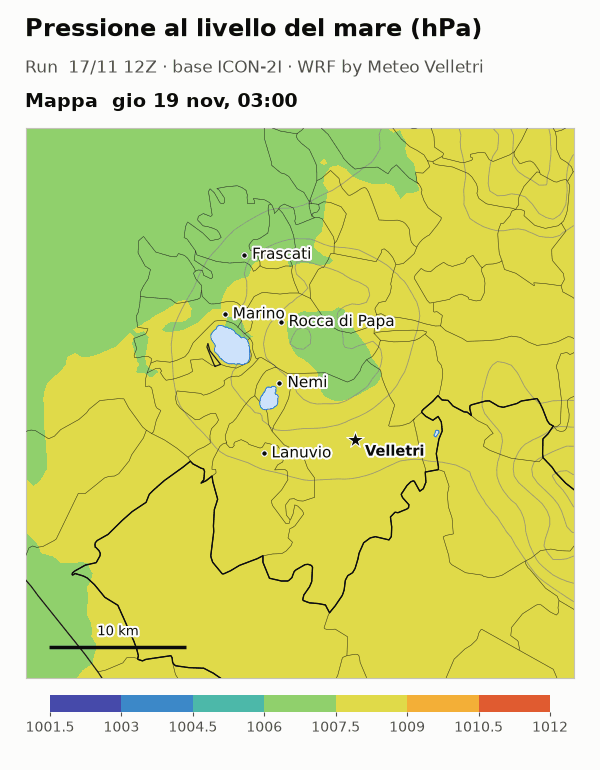 Pressione al livello del mare (hPa)
Run  17/11 12Z · base ICON-2I · WRF by Meteo Velletri
Mappa  gio 19 nov, 03:00
Frascati
Marino
Rocca di Papa
Nemi
Velletri
Lanuvio
10 km
1001.5 1003 1004.5 1006 1007.5 1009 1010.5 1012